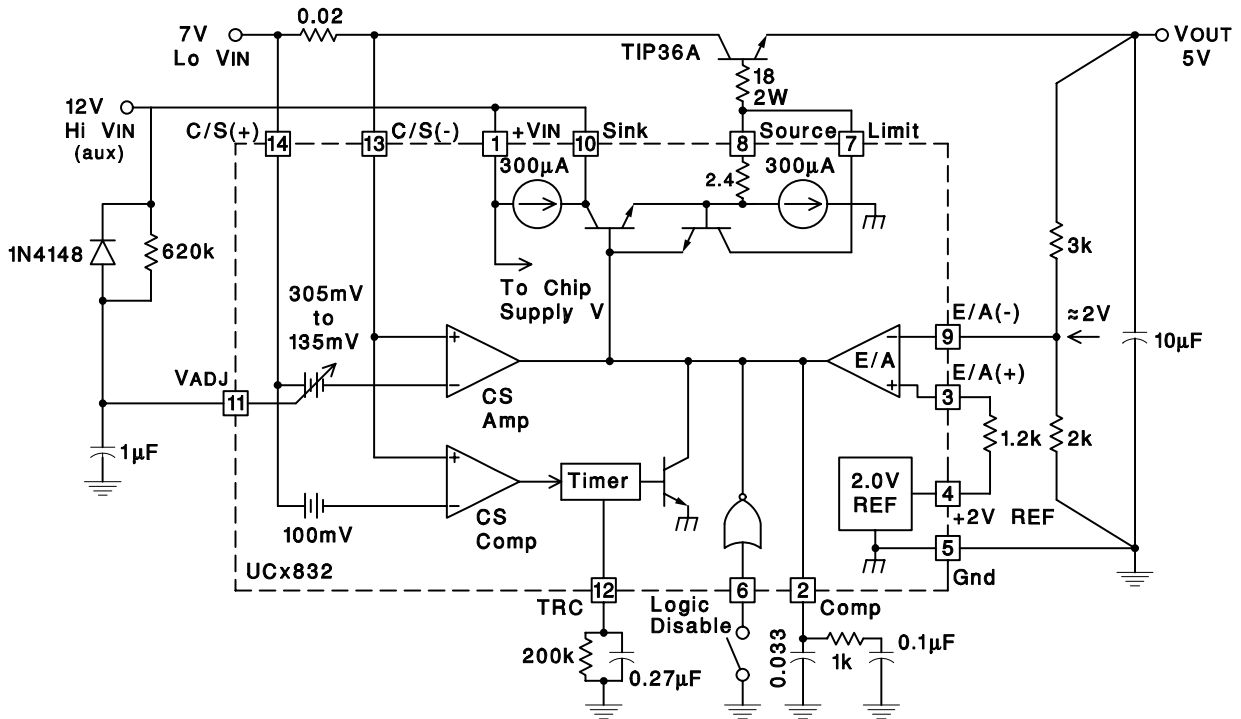 7V
Lo VIN
0.02
TIP36A
VOUT
5V
18
2W
12V
Hi VIN
(aux)
C/S(+)
14
13
C/S(-)
1
+VIN
10
Sink
8
Source
7
Limit
300µA
2.4
300µA
1N4148
620k
To Chip
Supply V
3k
305mV
to
135mV
E/A(-)
9
≈2V
10µF
E/A
E/A(+)
3
VADJ
11
CS
Amp
1.2k
2k
1µF
Timer
2.0V
REF
4
+2V REF
100mV
CS
Comp
5
Gnd
UCx832
12
TRC
6
Logic
Disable
2
Comp
200k
0.27µF
0.033
1k
0.1µF